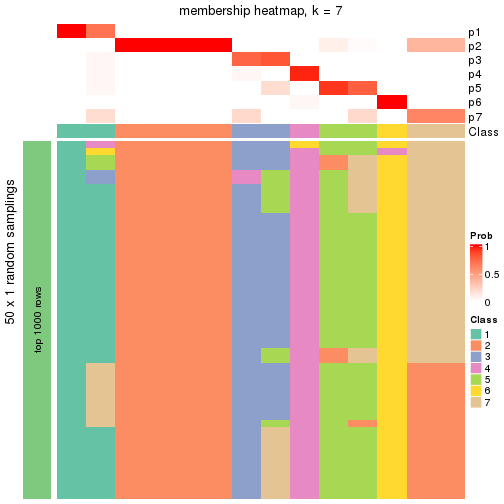 membership heatmap, k = 7
p1
p2
p3
p4
p5
p6
p7
Class
50 x 1 random samplings
top 1000 rows
Prob
1
0.5
0
Class
1
2
3
4
5
6
7